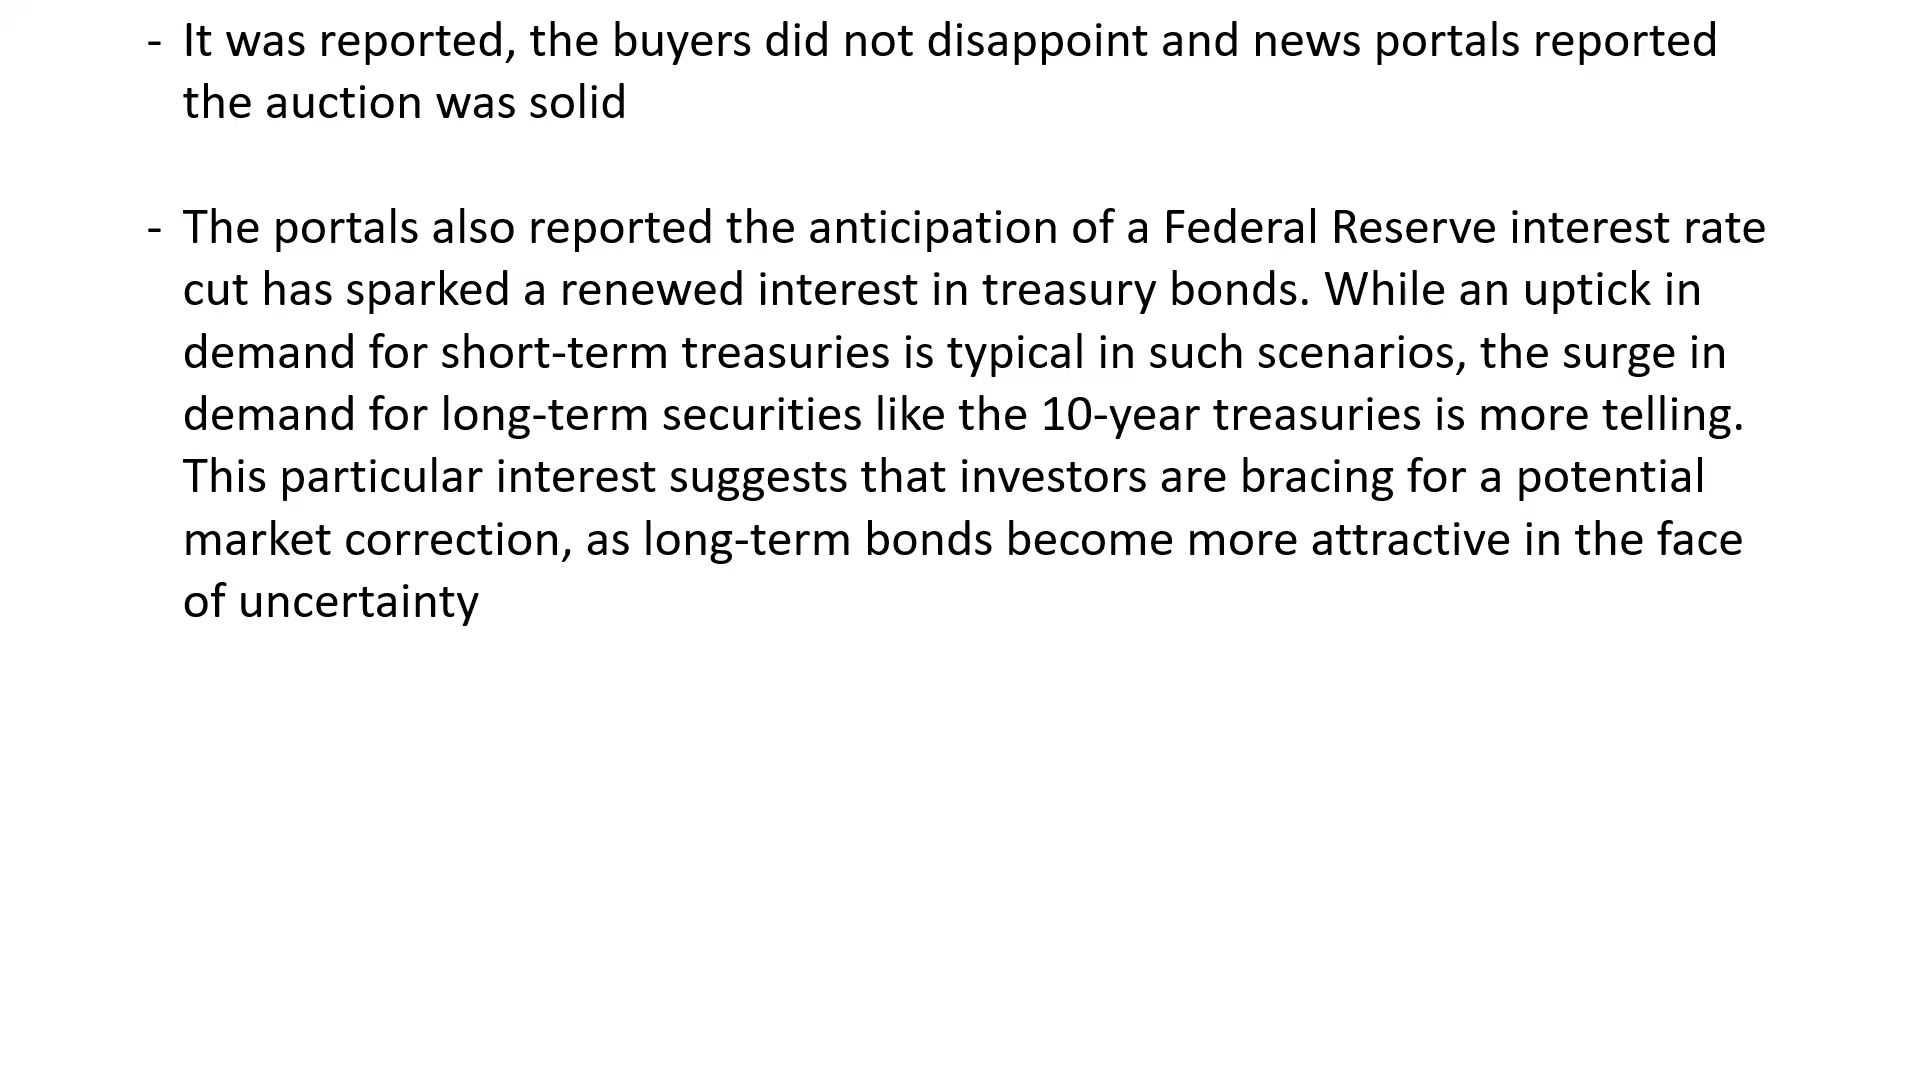 - It was reported, the buyers did not disappoint and news portals reported
the auction was solid
- The portals also reported the anticipation of a Federal Reserve interest rate
cut has sparked a renewed interest in treasury bonds. While an uptick in
demand for short-term treasuries is typical in such scenarios, the surge in
demand for long-term securities like the 10-year treasuries is more telling.
This particular interest suggests that investors are bracing for a potential
market correction, as long-term bonds become more attractive in the face
of uncertainty